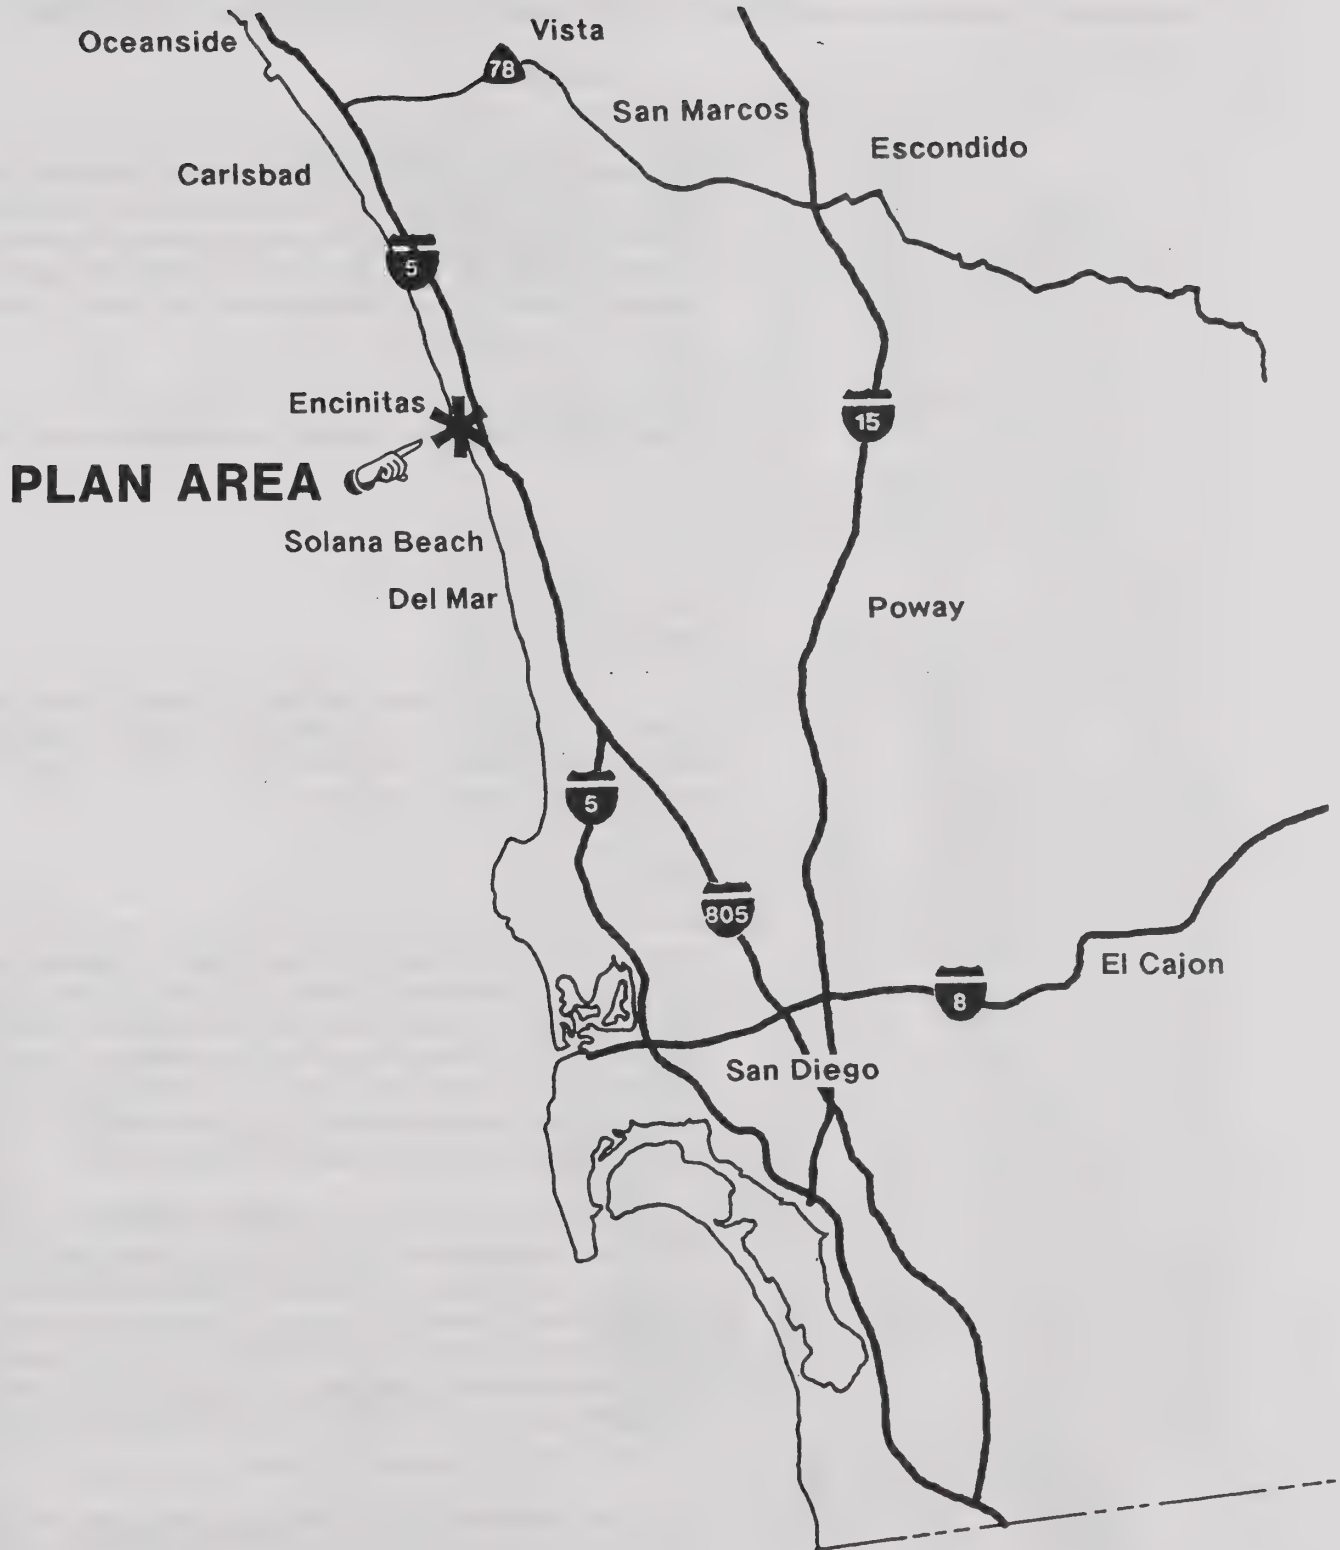 Oceanside
Vista
78
San Marcos
Escondido
Carlsbad
5
Encinitas
15
PLAN AREA
Solana Beach
Del Mar
Poway
5
805
El Cajon
8
San Diego